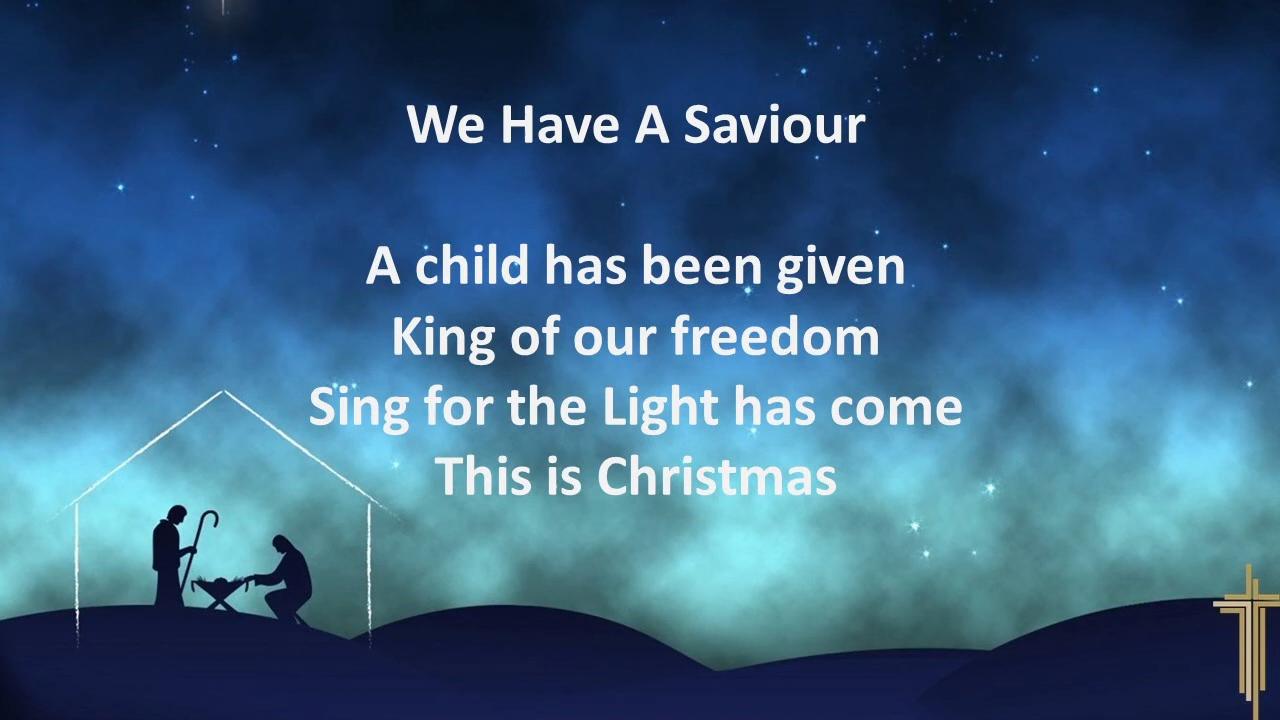 We Have A Saviour
A child has been given
King of our freedom
Sing for the Light has come
This is Christmas